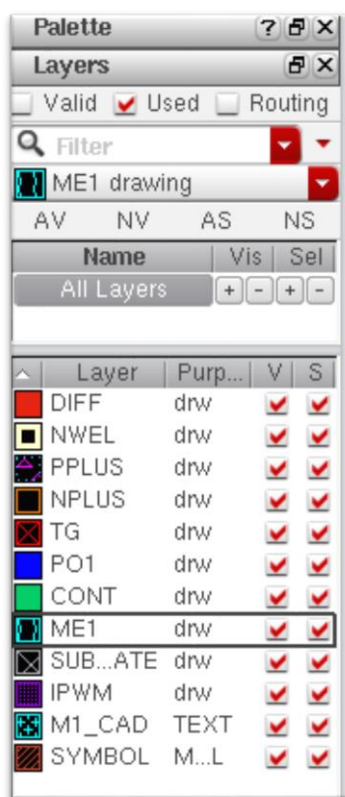 Palette ? x
Layers x
Valid Used Routing
Filter
ME1 drawing
AV NV AS NS
Name Vis Sel
All Layers + - + -
Layer Purp... V S
DIFF drw
NWEL drw
PPLUS drw
NPLUS drw
TG drw
PO1 drw
CONT drw
ME1 drw
SUB...ATE drw
IPWM drw
M1_CAD TEXT
SYMBOL M...L